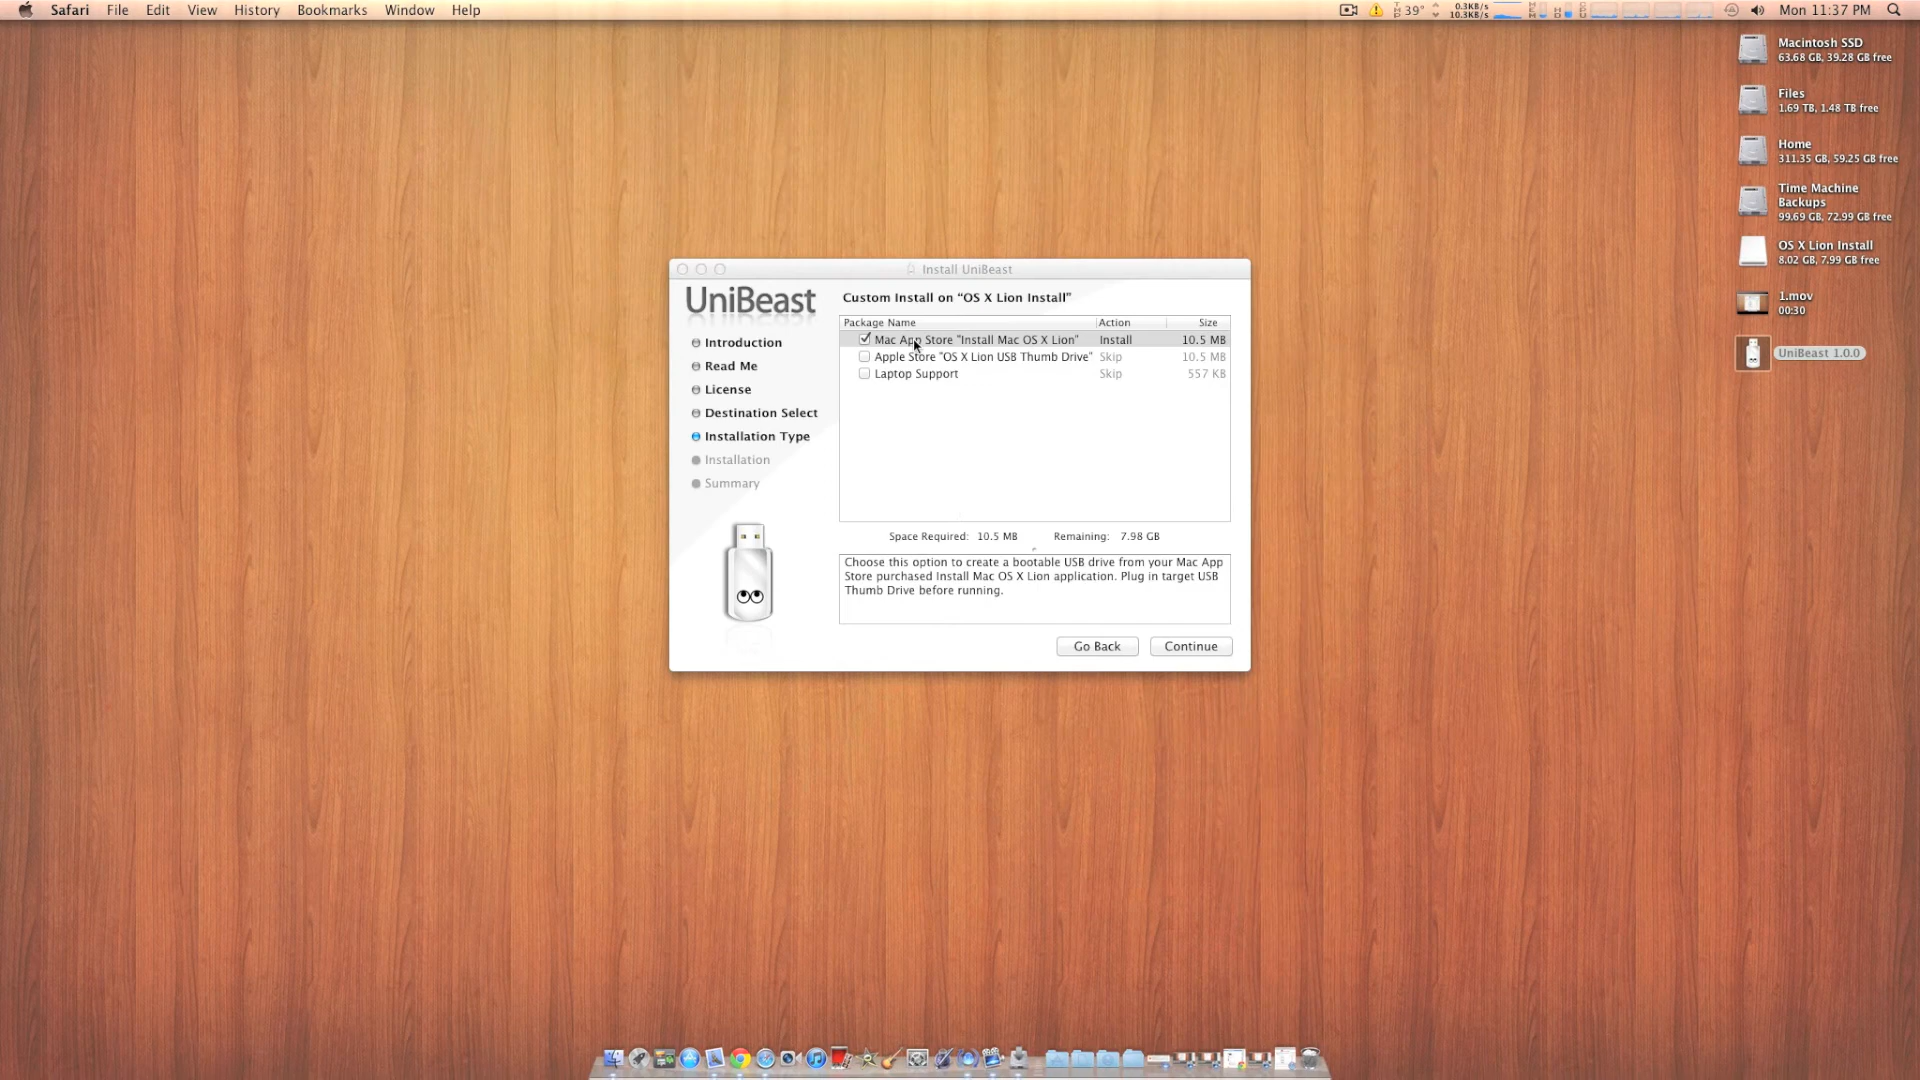 Safari File Edit View History Bookmarks Window Help
39° 0.3KB/s Mon 11:37 PM
10.3KB/s
Macintosh SSD
63.68 GB, 39.28 GB free
Files
1.69 TB, 1.48 TB free
Home
311.35 GB, 59.25 GB free
Time Machine
Backups
99.69 GB, 72.99 GB free
OS X Lion Install
8.02 GB, 7.99 GB free
1.mov
00:30
UniBeast 1.0.0
Install UniBeast
UniBeast
Introduction
Read Me
License
Destination Select
Installation Type
Installation
Summary
Custom Install on “OS X Lion Install”
Package Name Action Size
Mac App Store "Install Mac OS X Lion" Install 10.5 MB
Apple Store "OS X Lion USB Thumb Drive" Skip 10.5 MB
Laptop Support Skip 557 KB
Space Required: 10.5 MB Remaining: 7.98 GB
Choose this option to create a bootable USB drive from your Mac App
Store purchased Install Mac OS X Lion application. Plug in target USB
Thumb Drive before running.
Go Back Continue